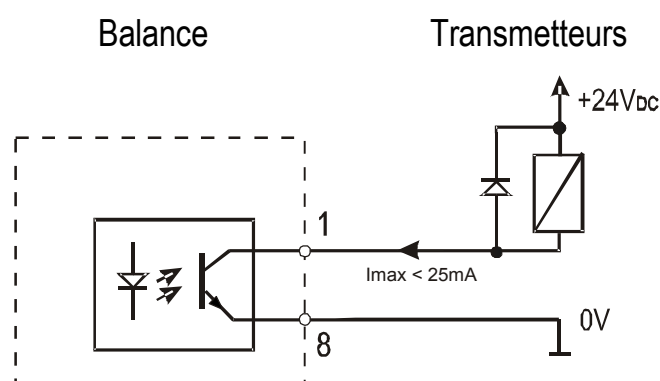 Balance
Transmetteurs
+24VDC
1
Imax < 25mA
0V
8